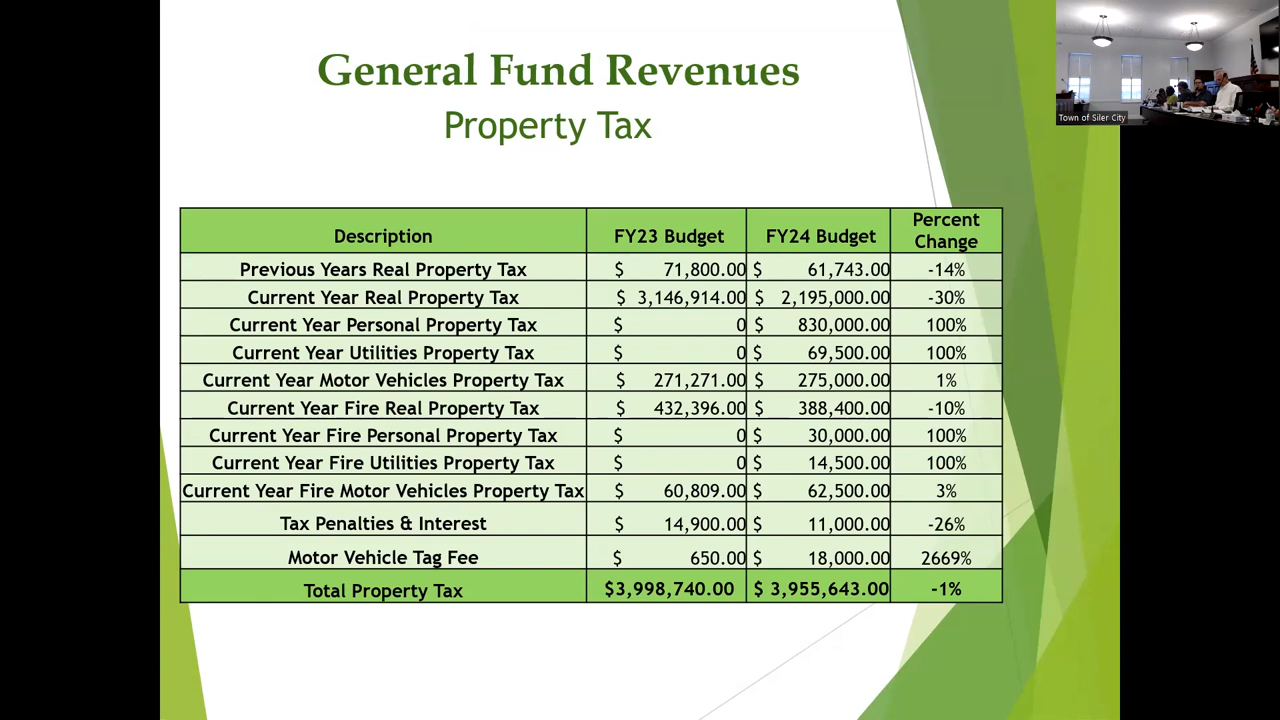 General Fund Revenues
Property Tax
Town of Siler City
Description FY23 Budget FY24 Budget Percent Change
Previous Years Real Property Tax $ 71,800.00 $ 61,743.00 -14%
Current Year Real Property Tax $ 3,146,914.00 $ 2,195,000.00 -30%
Current Year Personal Property Tax $ 0 $ 830,000.00 100%
Current Year Utilities Property Tax $ 0 $ 69,500.00 100%
Current Year Motor Vehicles Property Tax $ 271,271.00 $ 275,000.00 1%
Current Year Fire Real Property Tax $ 432,396.00 $ 388,400.00 -10%
Current Year Fire Personal Property Tax $ 0 $ 30,000.00 100%
Current Year Fire Utilities Property Tax $ 0 $ 14,500.00 100%
Current Year Fire Motor Vehicles Property Tax $ 60,809.00 $ 62,500.00 3%
Tax Penalties & Interest $ 14,900.00 $ 11,000.00 -26%
Motor Vehicle Tag Fee $ 650.00 $ 18,000.00 2669%
Total Property Tax $3,998,740.00 $ 3,955,643.00 -1%